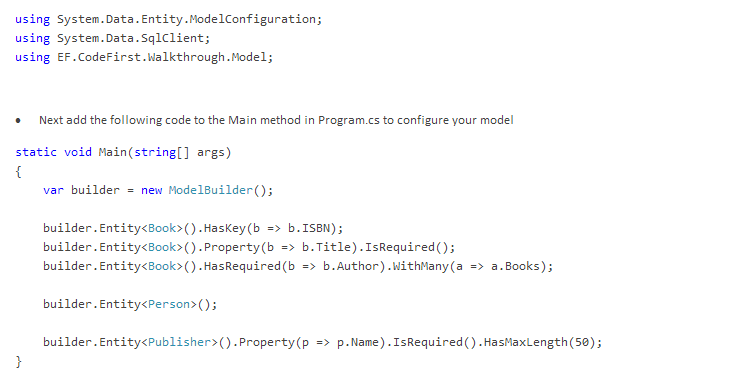 using System.Data.Entity.ModelConfiguration;
using System.Data.SqlClient;
using EF.CodeFirst.Walkthrough.Model;
• Next add the following code to the Main method in Program.cs to configure your model
static void Main(string[] args)
{
    var builder = new ModelBuilder();
    builder.Entity<Book>().HasKey(b => b.ISBN);
    builder.Entity<Book>().Property(b => b.Title).IsRequired();
    builder.Entity<Book>().HasRequired(b => b.Author).WithMany(a => a.Books);
    builder.Entity<Person>();
    builder.Entity<Publisher>().Property(p => p.Name).IsRequired().HasMaxLength(50);
}